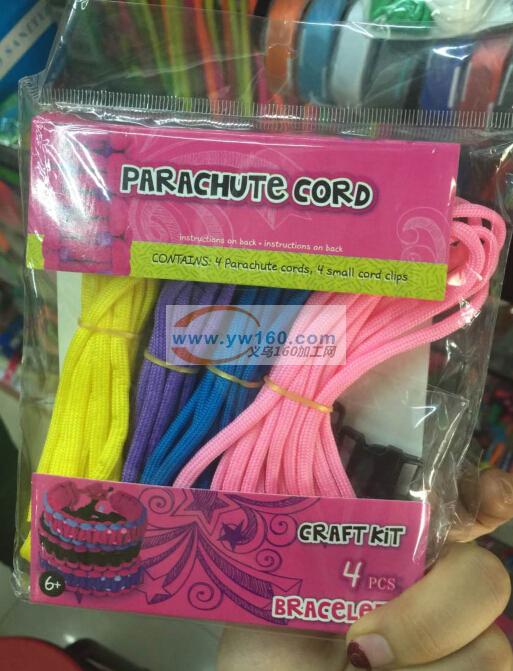 PARACHUTE CORD
instructions on back • instructions on back
CONTAINS: 4 Parachute cords, 4 small cord clips
www.yw160.com
义乌160加工网
CRAFT KIT
4 PCS
6+